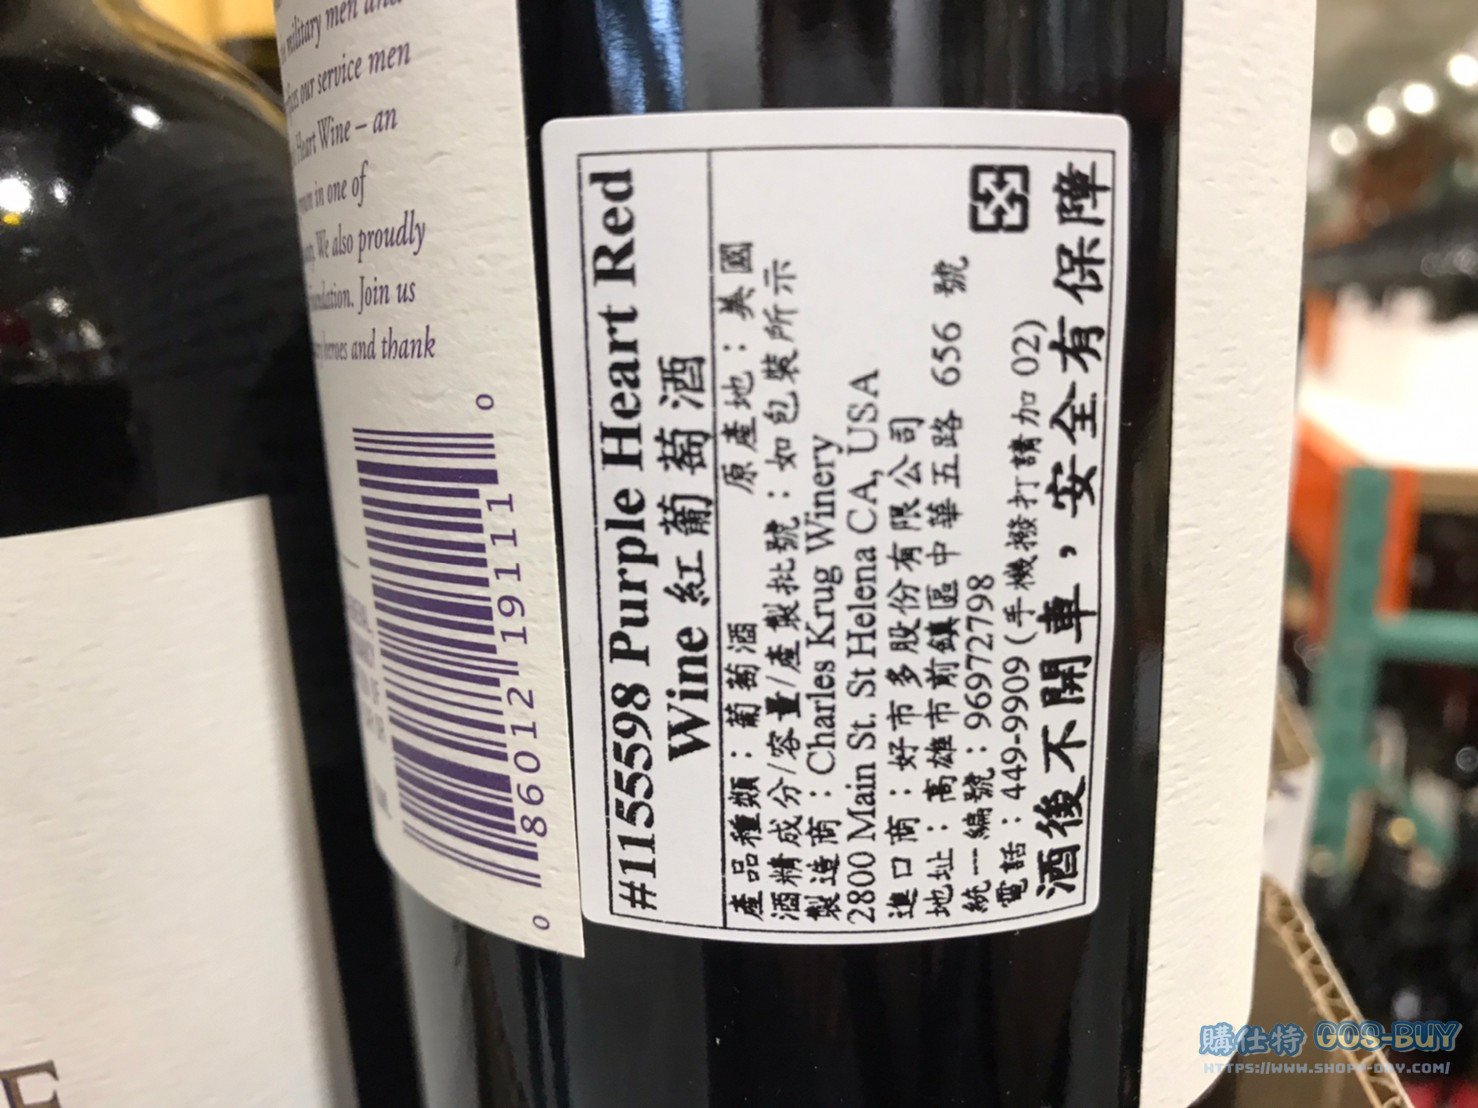 military men and
our service men
Heart Wine – an
in one of
We also proudly
Join us
heroes and thank
0 86012 19111 0
#1155598 Purple Heart Red
Wine 紅葡萄酒
產品種類：葡萄酒 原產地：美國
酒精成分/容量/產製批號：如包裝所示
製造商：Charles Krug Winery
2800 Main St. St Helena CA, USA
進口商：好市多股份有限公司
地址：高雄市前鎮區中華五路 656 號
統一編號：96972798
電話：449-9909 (手機撥打請加 02)
酒後不開車，安全有保障
購仕特 COS-BUY